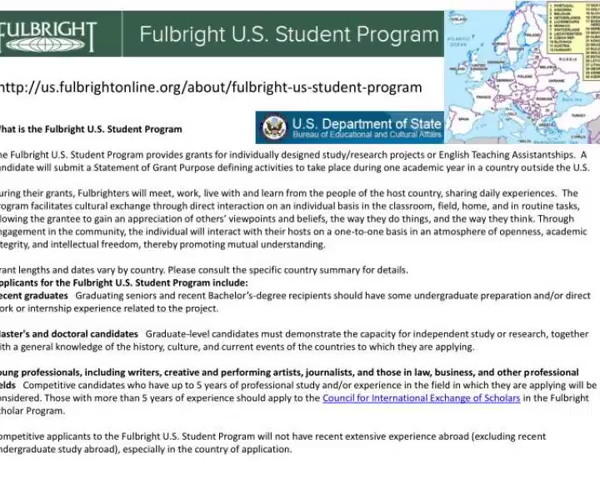 FULBRIGHT
Fulbright U.S. Student Program
http://us.fulbrightonline.org/about/fulbright-us-student-program
U.S. Department of State
Bureau of Educational and Cultural Affairs
hat is the Fulbright U.S. Student Program
he Fulbright U.S. Student Program provides grants for individually designed study/research projects or English Teaching Assistantships. A
andidate will submit a Statement of Grant Purpose defining activities to take place during one academic year in a country outside the U.S.
uring their grants, Fulbrighters will meet, work, live with and learn from the people of the host country, sharing daily experiences. The
rogram facilitates cultural exchange through direct interaction on an individual basis in the classroom, field, home, and in routine tasks,
llowing the grantee to gain an appreciation of others' viewpoints and beliefs, the way they do things, and the way they think. Through
ngagement in the community, the individual will interact with their hosts on a one-to-one basis in an atmosphere of openness, academic
ntegrity, and intellectual freedom, thereby promoting mutual understanding.
rant lengths and dates vary by country. Please consult the specific country summary for details.
pplicants for the Fulbright U.S. Student Program include:
ecent graduates Graduating seniors and recent Bachelor's-degree recipients should have some undergraduate preparation and/or direct
ork or internship experience related to the project.
aster's and doctoral candidates Graduate-level candidates must demonstrate the capacity for independent study or research, together
ith a general knowledge of the history, culture, and current events of the countries to which they are applying.
oung professionals, including writers, creative and performing artists, journalists, and those in law, business, and other professional
elds Competitive candidates who have up to 5 years of professional study and/or experience in the field in which they are applying will be
onsidered. Those with more than 5 years of experience should apply to the Council for International Exchange of Scholars in the Fulbright
cholar Program.
ompetitive applicants to the Fulbright U.S. Student Program will not have recent extensive experience abroad (excluding recent
ndergraduate study abroad), especially in the country of application.